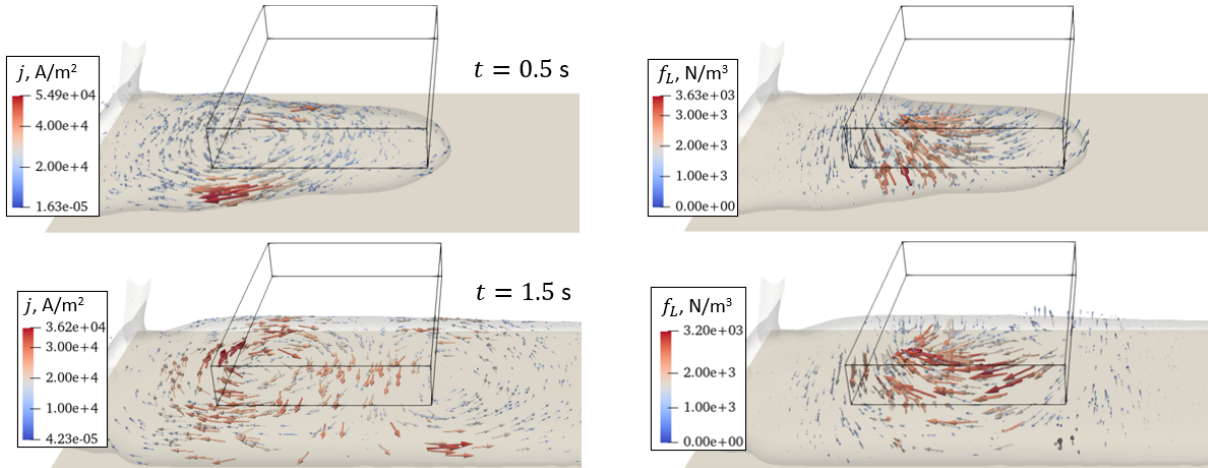 j, A/m²
5.49e+04
4.00e+4
2.00e+4
1.63e-05
t = 0.5 s
f_L, N/m³
3.63e+03
3.00e+3
2.00e+3
1.00e+3
0.00e+00
j, A/m²
3.62e+04
3.00e+4
2.00e+4
1.00e+4
4.23e-05
t = 1.5 s
f_L, N/m³
3.20e+03
2.00e+3
1.00e+3
0.00e+00